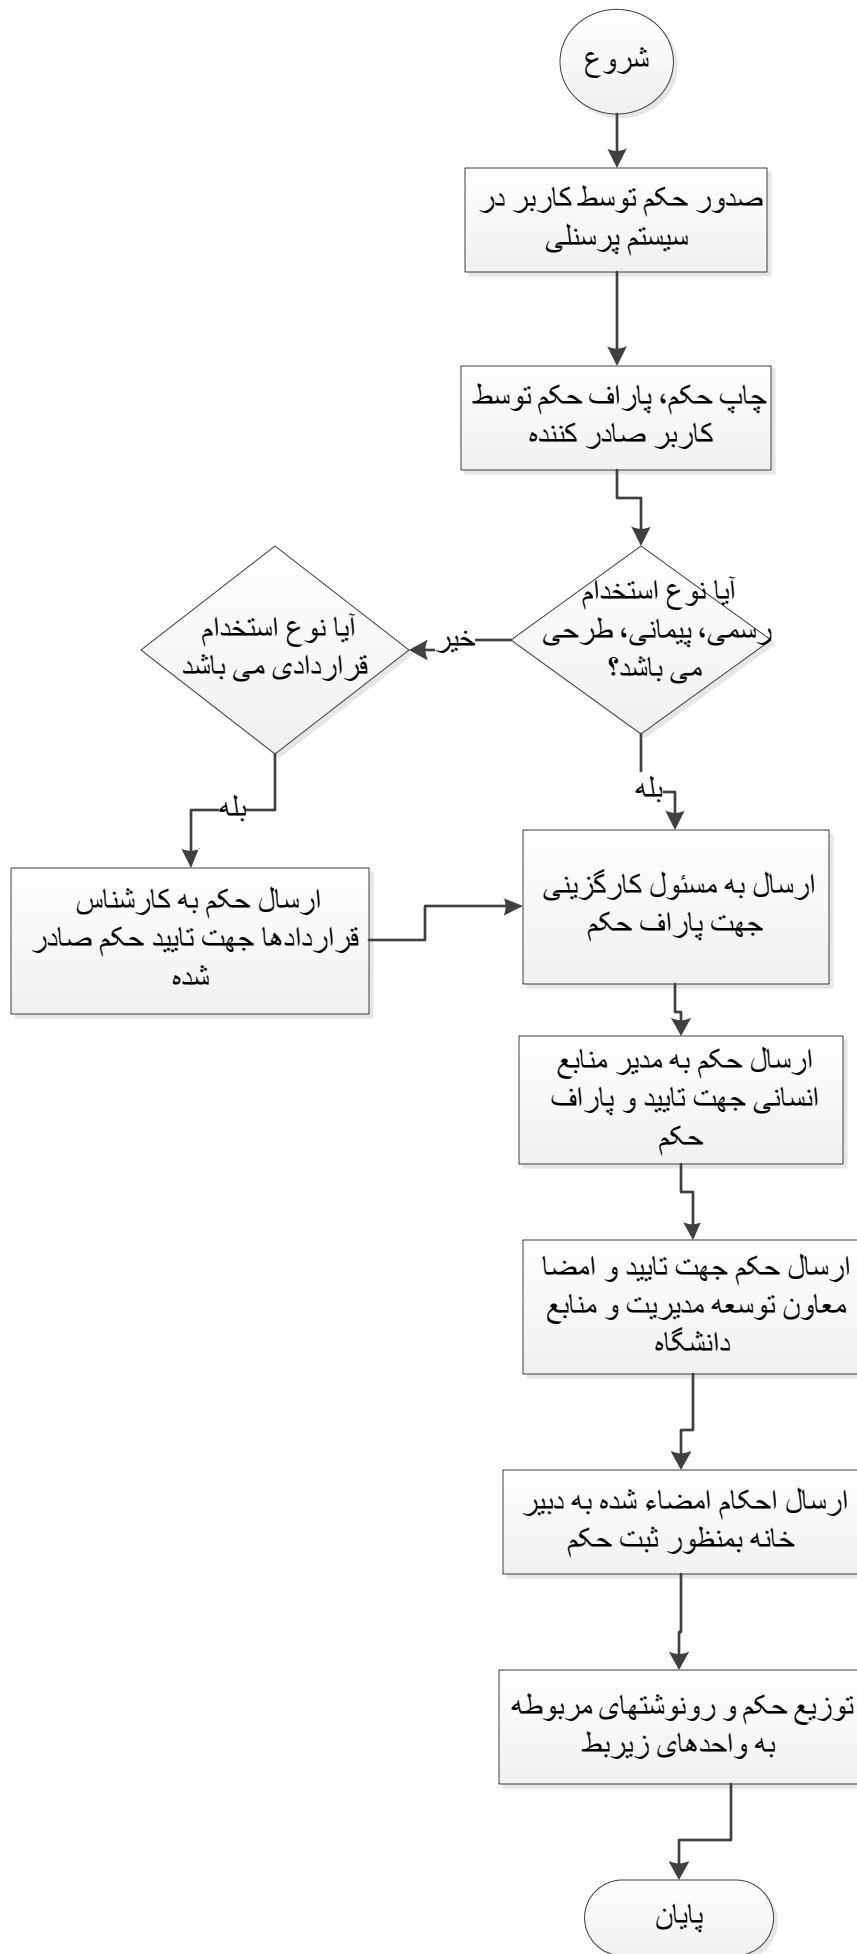 شروع
صدور حکم توسط کاربر در
سیستم پرسنلی
چاپ حکم، پاراف حکم توسط
کاربر صادر کننده
آیا نوع استخدام
رسمی، پیمانی، طرحی
می باشد؟
خیر
آیا نوع استخدام
قراردادی می باشد
بله
بله
ارسال حکم به کارشناس
قراردادها جهت تایید حکم صادر
شده
ارسال به مسئول کارگزینی
جهت پاراف حکم
ارسال حکم به مدیر منابع
انسانی جهت تایید و پاراف
حکم
ارسال حکم جهت تایید و امضا
معاون توسعه مدیریت و منابع
دانشگاه
ارسال احکام امضاء شده به دبیر
خانه بمنظور ثبت حکم
توزیع حکم و رونوشتهای مربوطه
به واحدهای زیربط
پایان